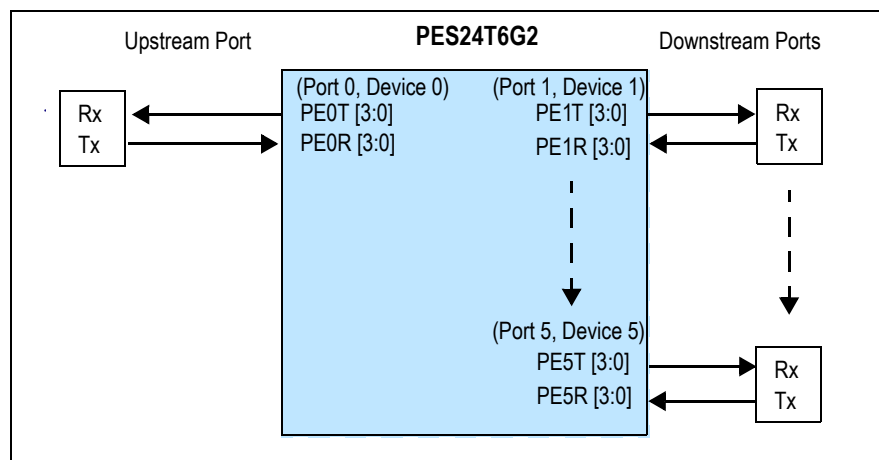 Upstream Port
PES24T6G2
Downstream Ports
(Port 0, Device 0)
(Port 1, Device 1)
Rx
PE0T [3:0]
PE1T [3:0]
Rx
Tx
PE0R [3:0]
PE1R [3:0]
Tx
(Port 5, Device 5)
PE5T [3:0]
Rx
PE5R [3:0]
Tx